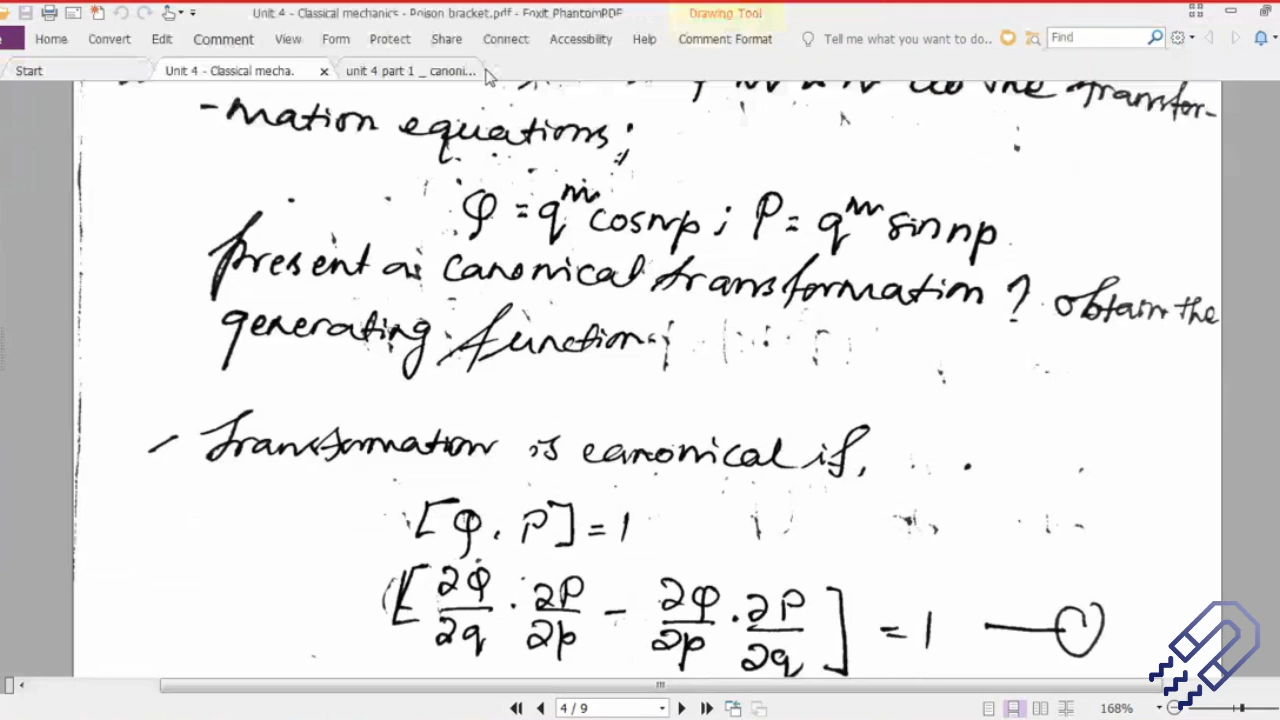 Unit 4 - Classical mechanics - Poison bracket.pdf - Foxit PhantomPDF
Drawing Tool
Home Convert Edit Comment View Form Protect Share Connect Accessibility Help Comment Format Tell me what you want to do.. Find
Start Unit 4 - Classical mecha. x unit 4 part 1 _ canoni...
the transfor-
-mation equations;
Q = q^m cos np ; P = q^m sin np.
present a canonical transformation ? obtain the
generating function.
Transformation is canonical if,
[Q . P] = 1
[∂Q/∂q . ∂P/∂p - ∂Q/∂p . ∂P/∂q] = 1 — ①
4 / 9 168%